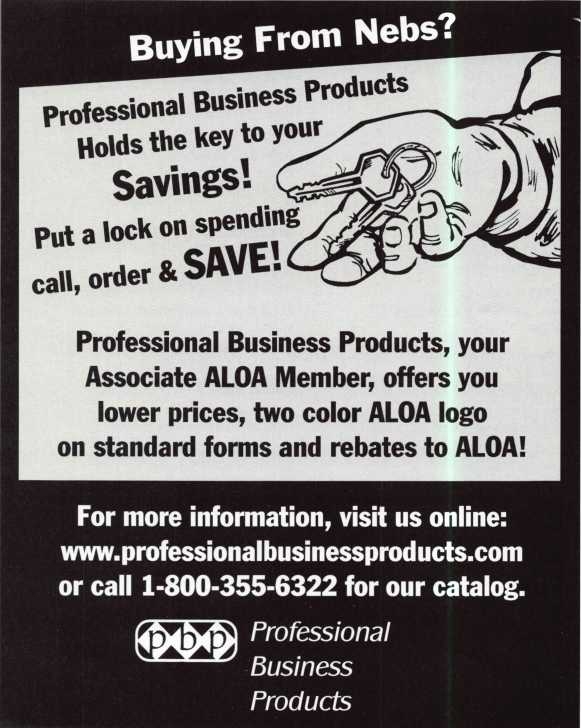 Buying From Nebs?
Professional Business Products
Holds the key to your
Savings!
Put a lock on spending
call, order & SAVE!
Professional Business Products, your
Associate ALOA Member, offers you
lower prices, two color ALOA logo
on standard forms and rebates to ALOA!
For more information, visit us online:
www.professionalbusinessproducts.com
or call 1-800-355-6322 for our catalog.
pbp Professional
Business
Products